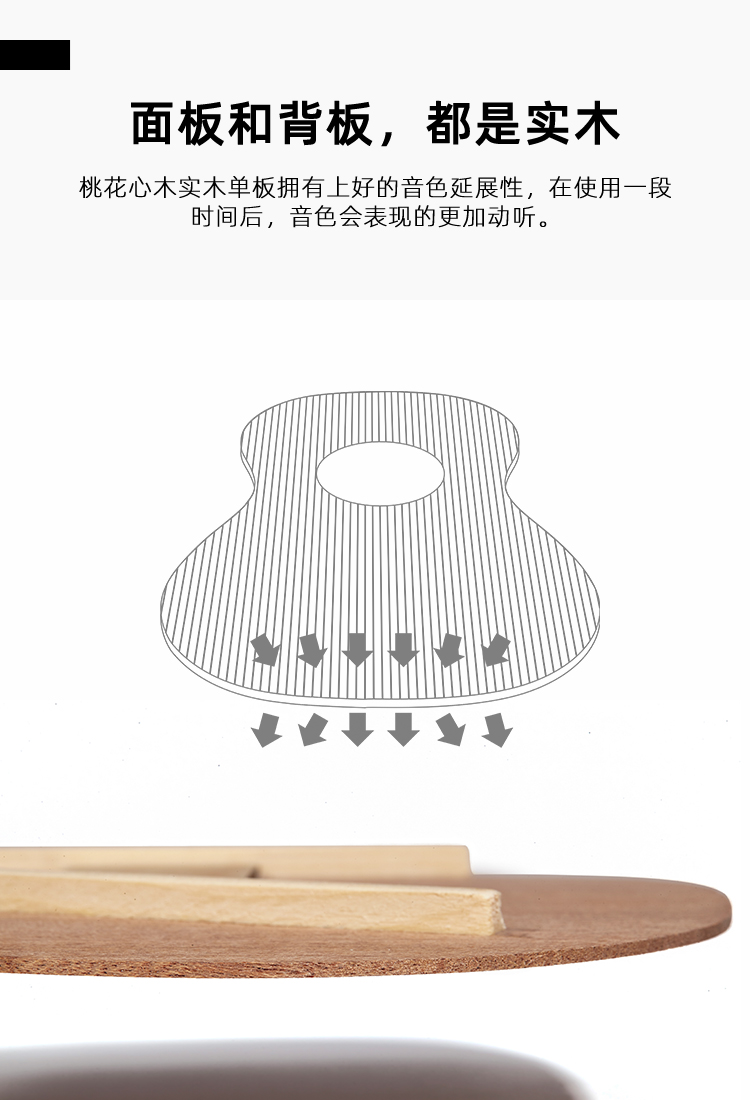 面板和背板，都是实木
桃花心木实木单板拥有上好的音色延展性，在使用一段
时间后，音色会表现的更加动听。